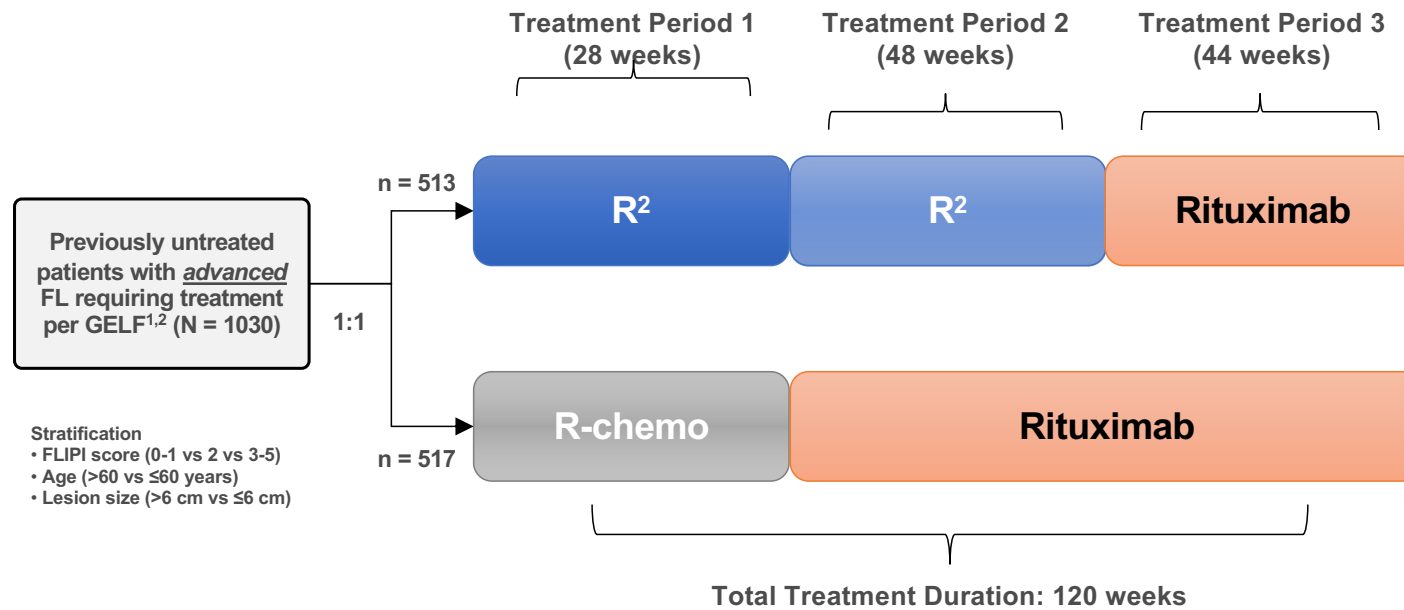 Treatment Period 1
(28 weeks)
Treatment Period 2
(48 weeks)
Treatment Period 3
(44 weeks)
n = 513
R²
R²
Rituximab
Previously untreated
patients with advanced
FL requiring treatment
per GELF¹,² (N = 1030)
1:1
R-chemo
Rituximab
n = 517
Stratification
• FLIPI score (0-1 vs 2 vs 3-5)
• Age (>60 vs ≤60 years)
• Lesion size (>6 cm vs ≤6 cm)
Total Treatment Duration: 120 weeks